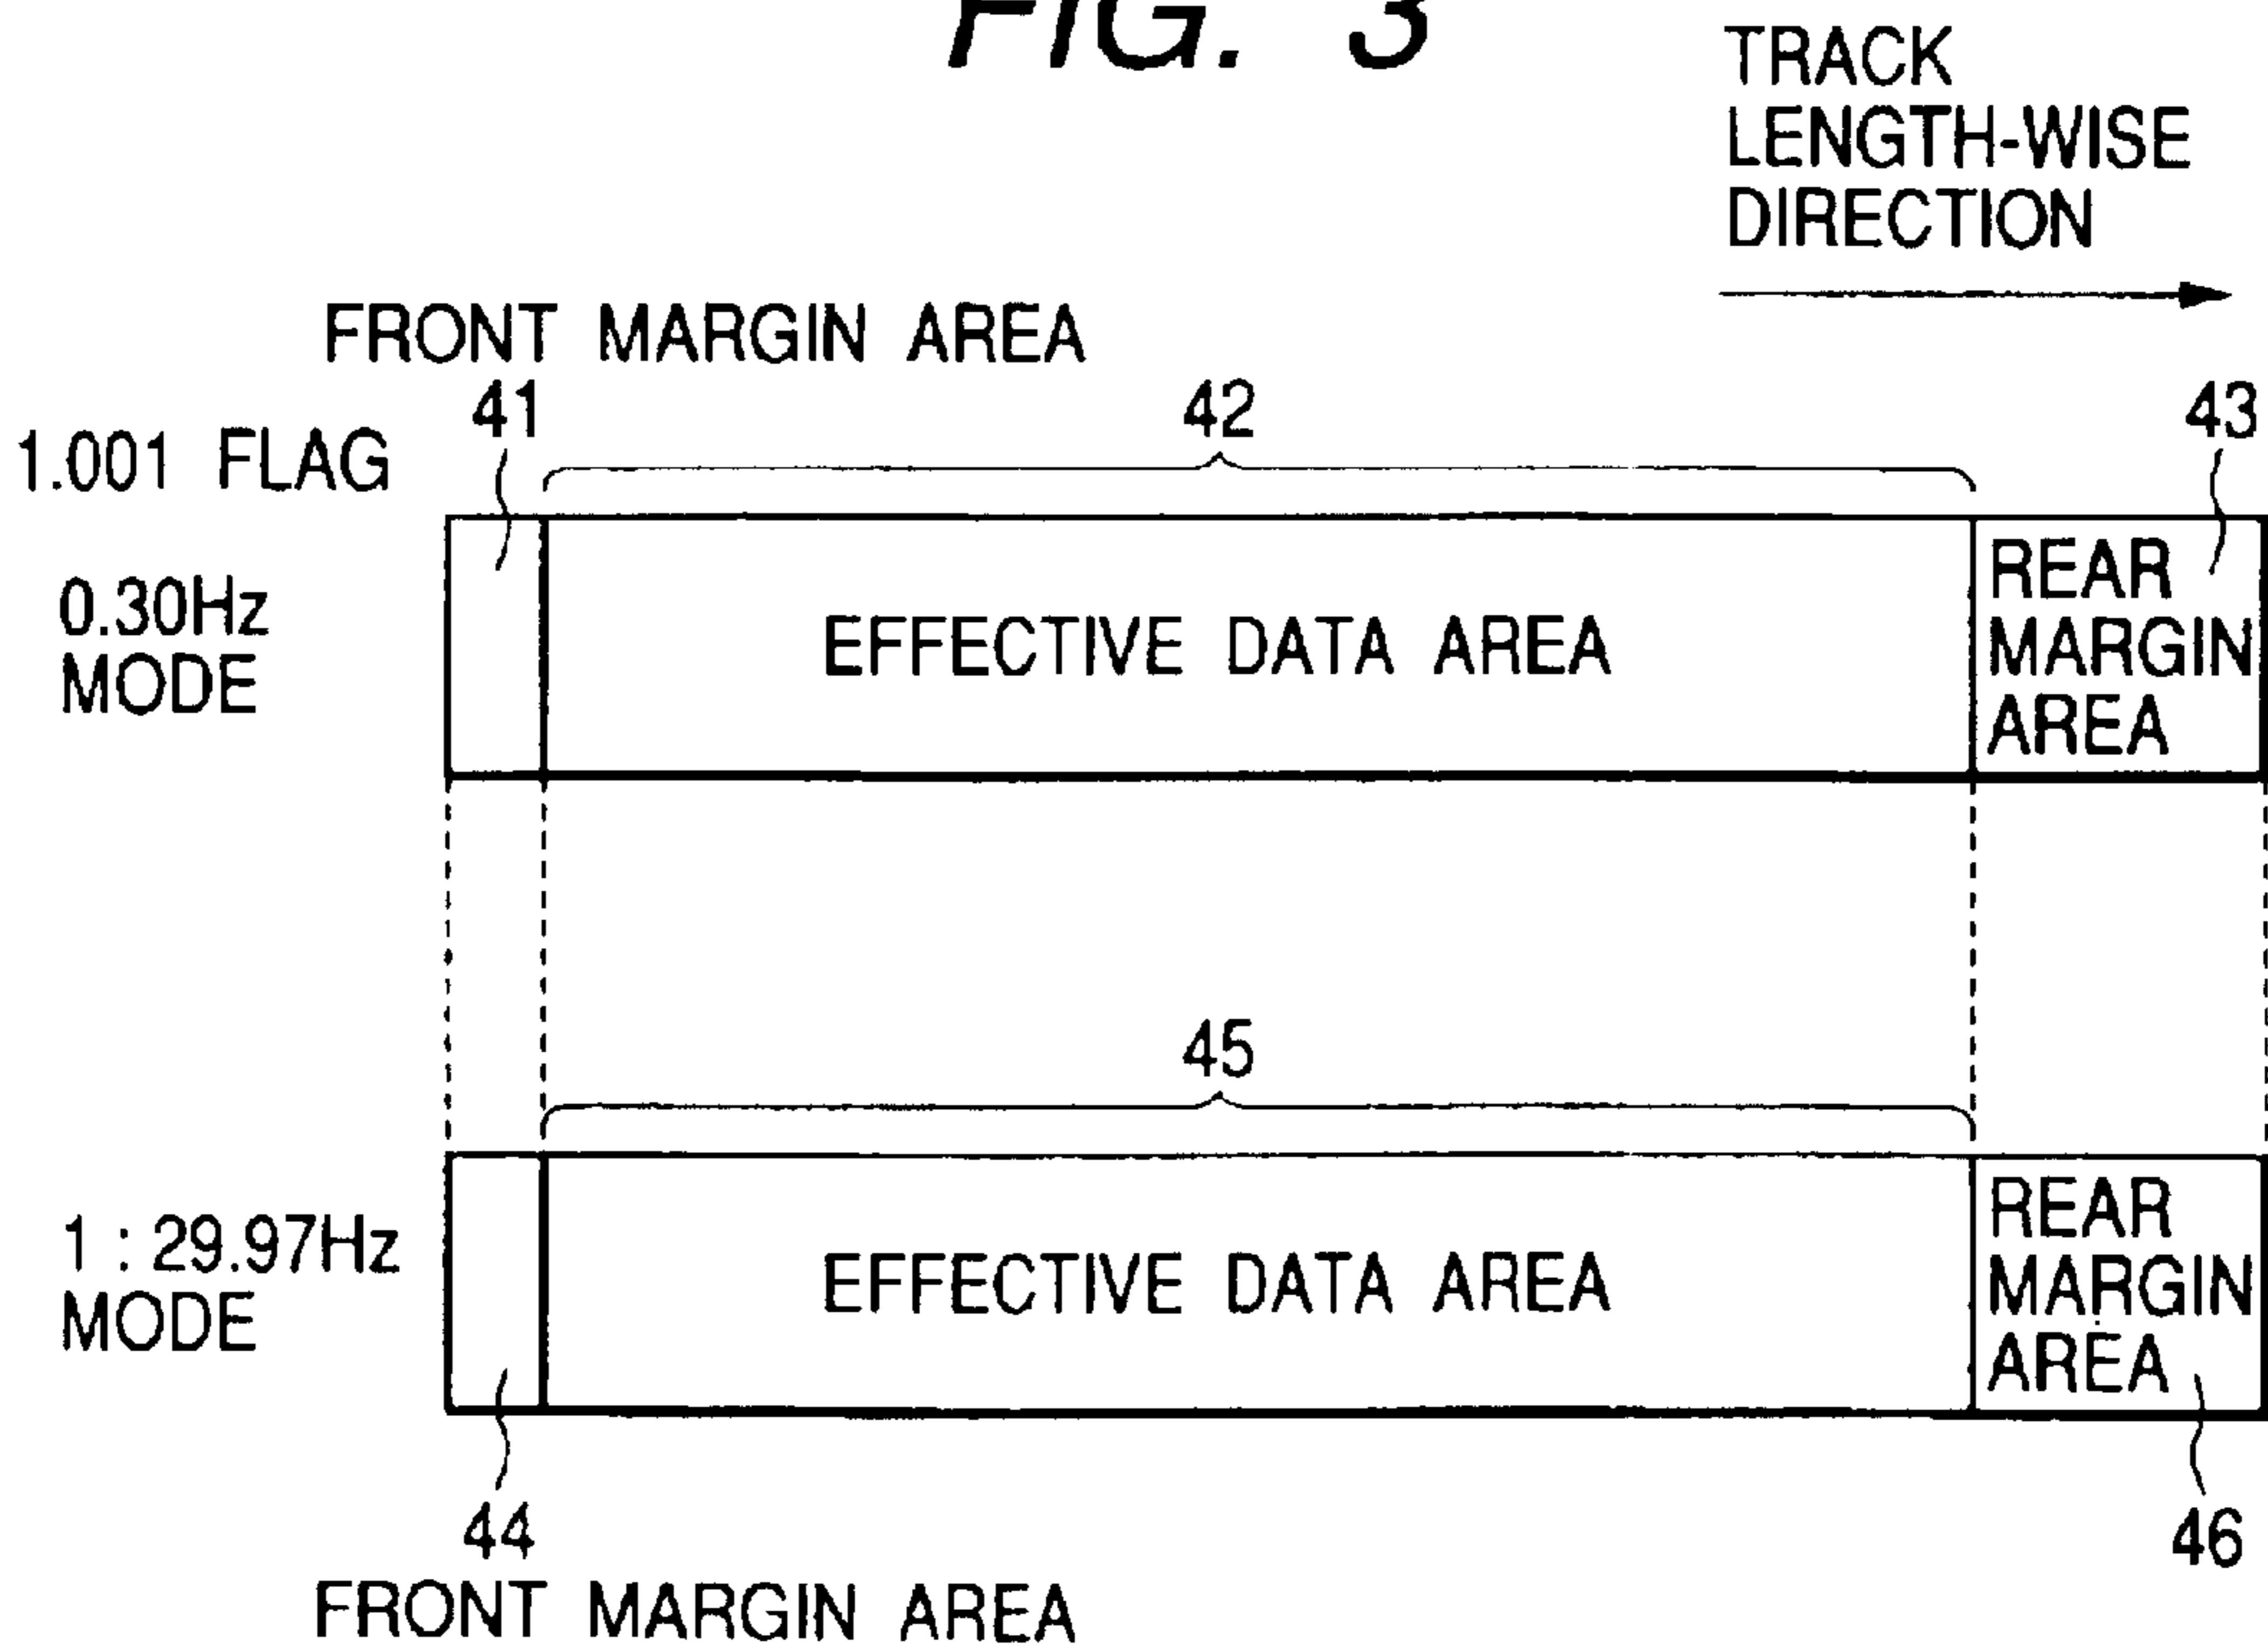 FIG. 3
TRACK
LENGTH-WISE
DIRECTION
FRONT MARGIN AREA
41
42
43
1.001 FLAG
0.30Hz
MODE
EFFECTIVE DATA AREA
REAR
MARGIN
AREA
45
1 : 29.97Hz
MODE
EFFECTIVE DATA AREA
REAR
MARGIN
AREA
44
46
FRONT MARGIN AREA